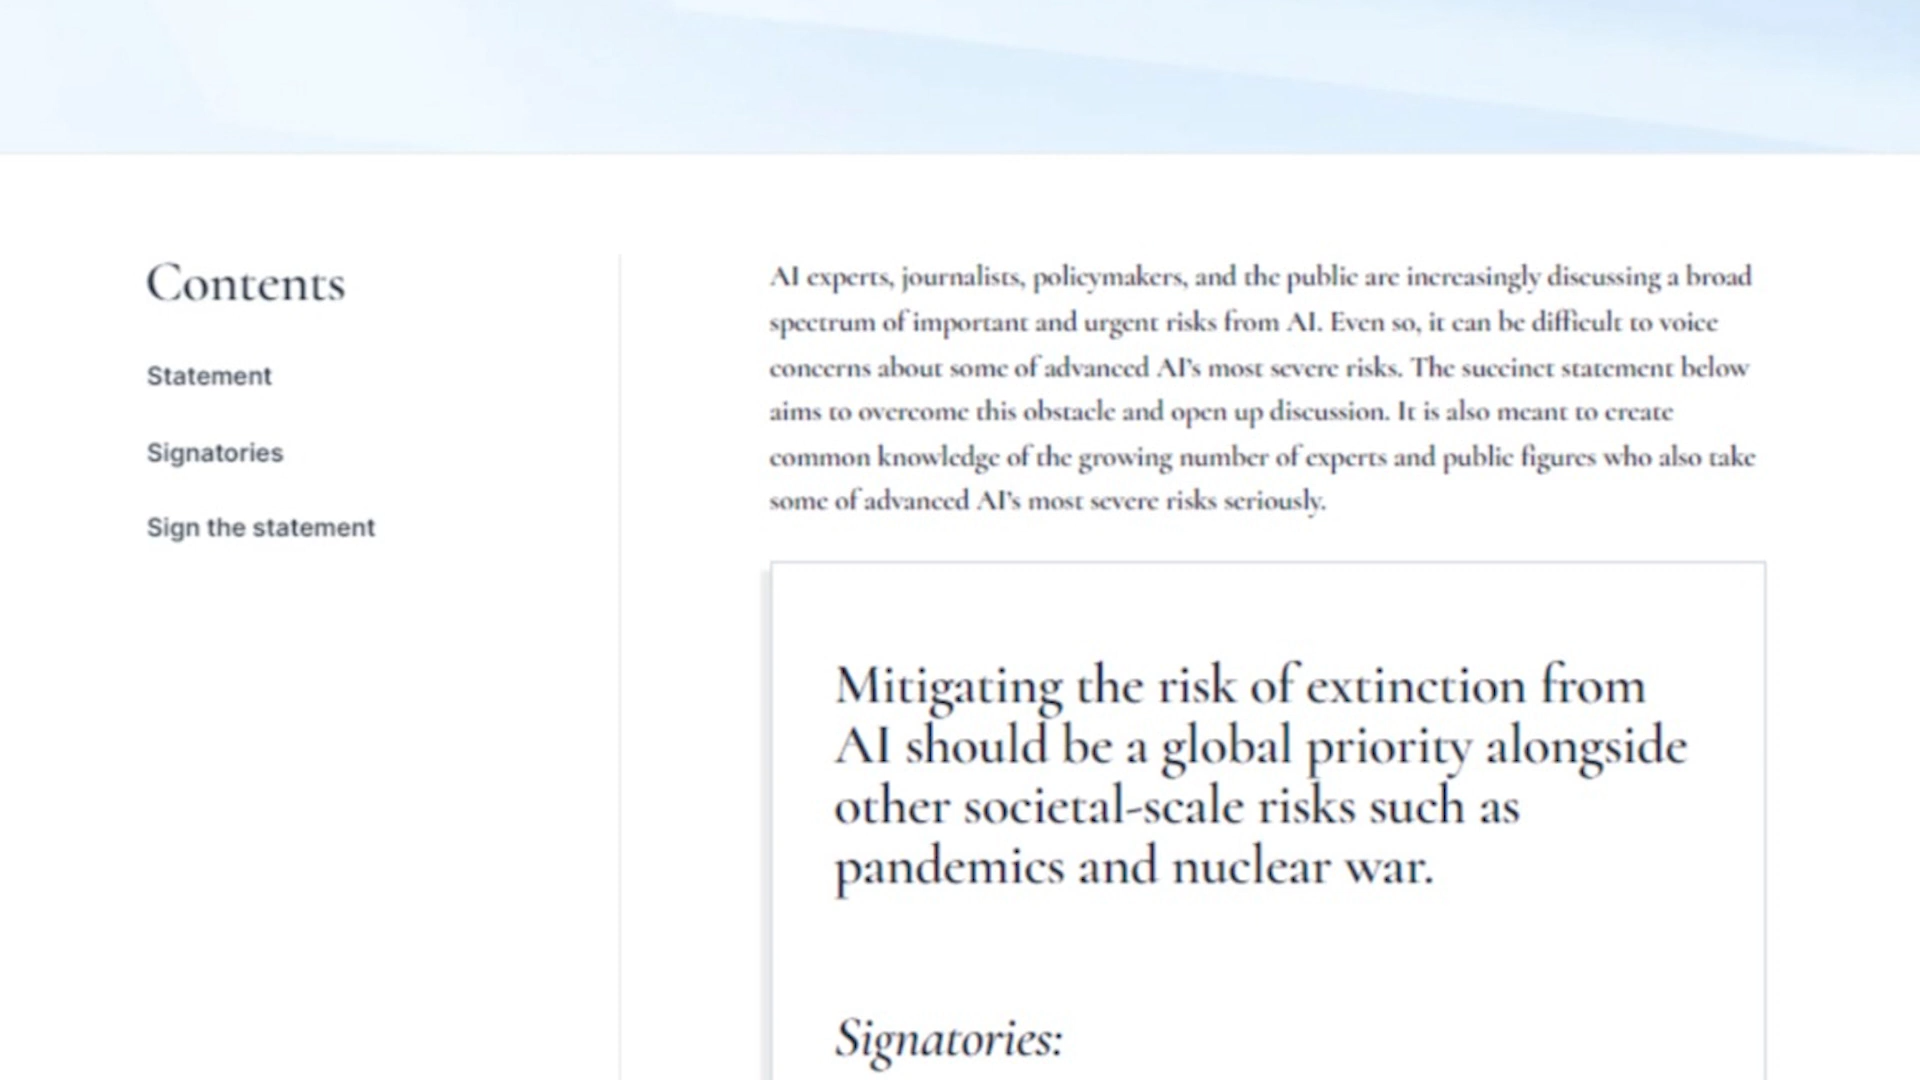 Contents
Statement
Signatories
Sign the statement
AI experts, journalists, policymakers, and the public are increasingly discussing a broad
spectrum of important and urgent risks from AI. Even so, it can be difficult to voice
concerns about some of advanced AI's most severe risks. The succinct statement below
aims to overcome this obstacle and open up discussion. It is also meant to create
common knowledge of the growing number of experts and public figures who also take
some of advanced AI's most severe risks seriously.
Mitigating the risk of extinction from
AI should be a global priority alongside
other societal-scale risks such as
pandemics and nuclear war.
Signatories: